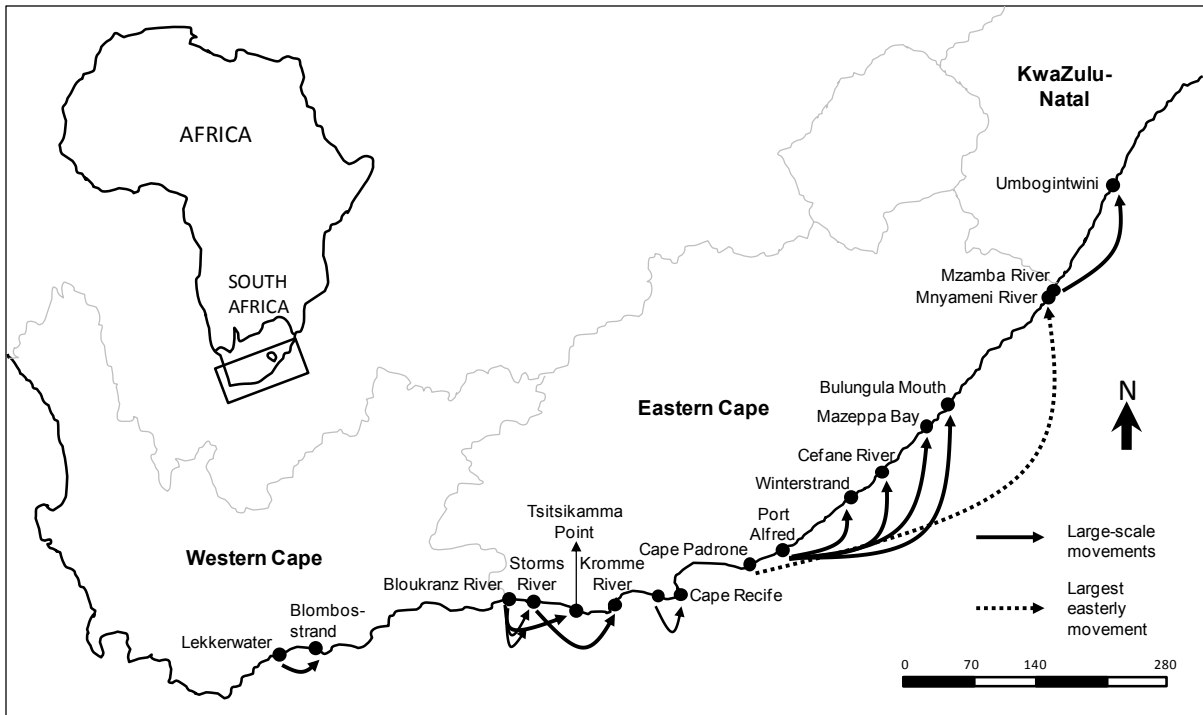 KwaZulu-
Natal
AFRICA
Umbogintwini
SOUTH
AFRICA
Mzamba River
Mnyameni River
Bulungula Mouth
Eastern Cape
Mazeppa Bay
N
Cefane River
Winterstrand
Tsitsikamma
Point
Port
Alfred
Large-scale
movements
Western Cape
Storms
River
Kromme
River
Cape Padrone
Bloukranz River
Cape Recife
Blombos-
strand
Lekkerwater
Largest
easterly
movement
0 70 140 280